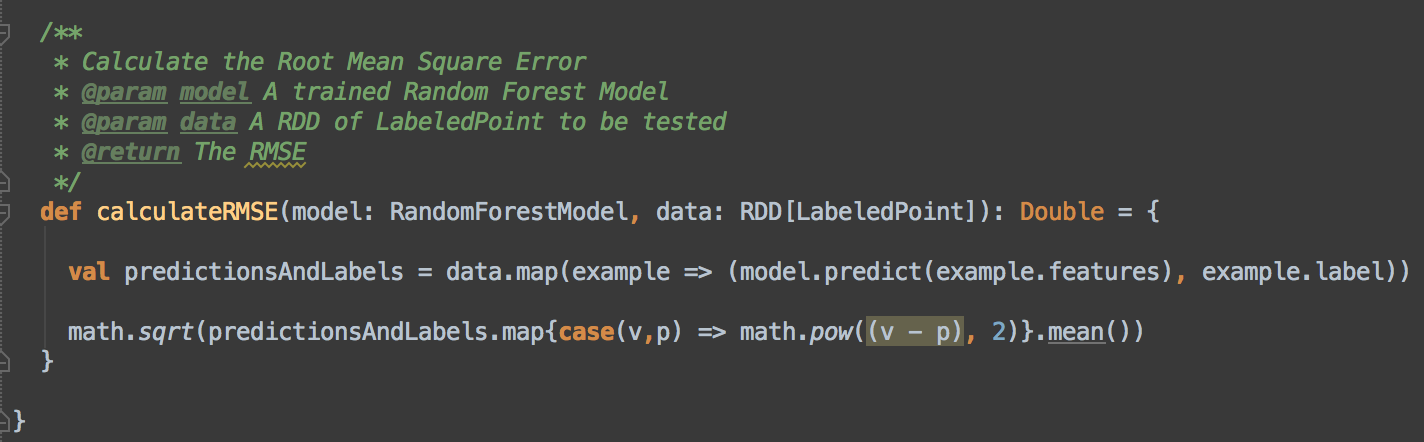 /**
* Calculate the Root Mean Square Error
* @param model A trained Random Forest Model
* @param data A RDD of LabeledPoint to be tested
* @return The RMSE
*/
def calculateRMSE(model: RandomForestModel, data: RDD[LabeledPoint]): Double = {
val predictionsAndLabels = data.map(example => (model.predict(example.features), example.label))
math.sqrt(predictionsAndLabels.map{case(v,p) => math.pow((v - p), 2)}.mean())
}
}